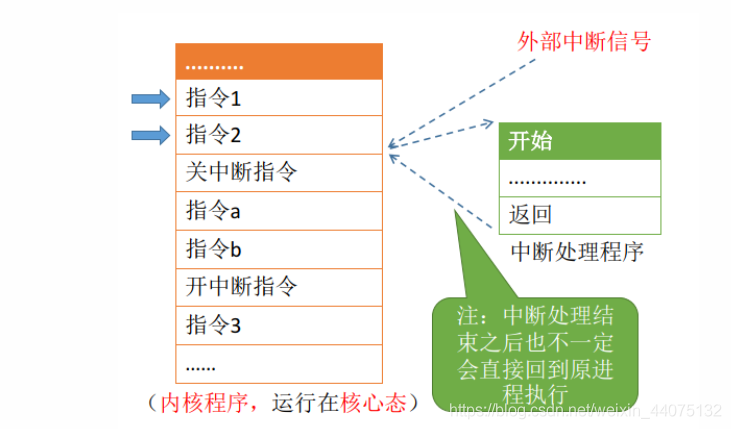 外部中断信号
..........
指令1
指令2
关中断指令
指令a
指令b
开中断指令
指令3
......
(内核程序，运行在核心态)
开始
..............
返回
中断处理程序
注：中断处理结
束之后也不一定
会直接回到原进
程执行
https://blog.csdn.net/weixin_44075132